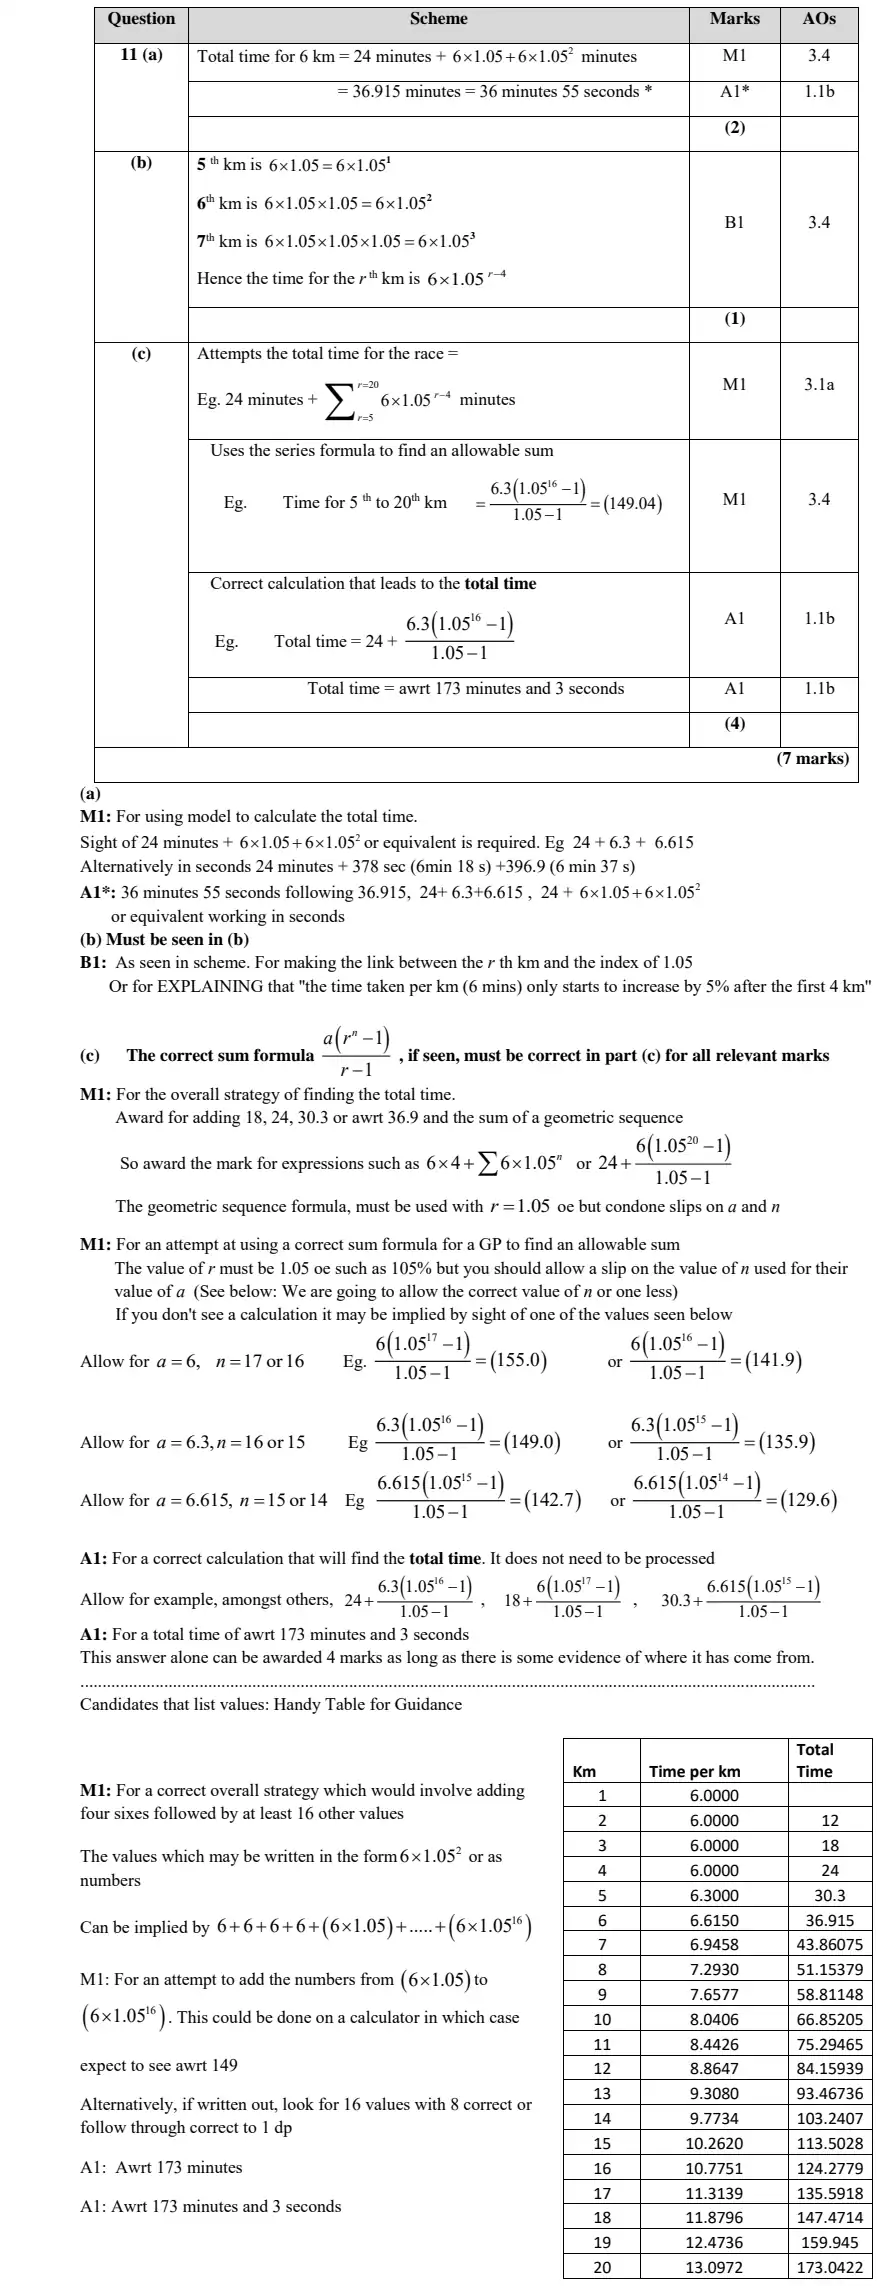 Question Scheme Marks AOs
11 (a) Total time for 6 km = 24 minutes + 6×1.05+6×1.05² minutes M1 3.4
= 36.915 minutes = 36 minutes 55 seconds * A1* 1.1b
(2)
(b) 5 th km is 6×1.05=6×1.05¹
6th km is 6×1.05×1.05=6×1.05²
7th km is 6×1.05×1.05×1.05=6×1.05³
B1 3.4
Hence the time for the r th km is 6×1.05 ʳ⁻⁴
(1)
(c) Attempts the total time for the race =
Eg. 24 minutes + ∑ r=5 r=20 6×1.05 ʳ⁻⁴ minutes M1 3.1a
Uses the series formula to find an allowable sum
Eg. Time for 5 th to 20th km = 6.3(1.05¹⁶ −1) / 1.05−1 = (149.04) M1 3.4
Correct calculation that leads to the total time
Eg. Total time = 24 + 6.3(1.05¹⁶ −1) / 1.05−1 A1 1.1b
Total time = awrt 173 minutes and 3 seconds A1 1.1b
(4)
(7 marks)
(a)
M1: For using model to calculate the total time.
Sight of 24 minutes + 6×1.05+6×1.05² or equivalent is required. Eg 24 + 6.3 + 6.615
Alternatively in seconds 24 minutes + 378 sec (6min 18 s) +396.9 (6 min 37 s)
A1*: 36 minutes 55 seconds following 36.915, 24+ 6.3+6.615 , 24 + 6×1.05+6×1.05²
or equivalent working in seconds
(b) Must be seen in (b)
B1: As seen in scheme. For making the link between the r th km and the index of 1.05
Or for EXPLAINING that "the time taken per km (6 mins) only starts to increase by 5% after the first 4 km"
(c) The correct sum formula a(rⁿ −1) / r−1 , if seen, must be correct in part (c) for all relevant marks
M1: For the overall strategy of finding the total time.
Award for adding 18, 24, 30.3 or awrt 36.9 and the sum of a geometric sequence
So award the mark for expressions such as 6×4+∑6×1.05ⁿ or 24+ 6(1.05²⁰ −1) / 1.05−1
The geometric sequence formula, must be used with r =1.05 oe but condone slips on a and n
M1: For an attempt at using a correct sum formula for a GP to find an allowable sum
The value of r must be 1.05 oe such as 105% but you should allow a slip on the value of n used for their
value of a (See below: We are going to allow the correct value of n or one less)
If you don't see a calculation it may be implied by sight of one of the values seen below
Allow for a = 6, n =17 or 16 Eg. 6(1.05¹⁷ −1) / 1.05−1 = (155.0) or 6(1.05¹⁶ −1) / 1.05−1 = (141.9)
Allow for a = 6.3, n =16 or 15 Eg 6.3(1.05¹⁶ −1) / 1.05−1 = (149.0) or 6.3(1.05¹⁵ −1) / 1.05−1 = (135.9)
Allow for a = 6.615, n =15 or 14 Eg 6.615(1.05¹⁵ −1) / 1.05−1 = (142.7) or 6.615(1.05¹⁴ −1) / 1.05−1 = (129.6)
A1: For a correct calculation that will find the total time. It does not need to be processed
Allow for example, amongst others, 24+ 6.3(1.05¹⁶ −1) / 1.05−1 , 18+ 6(1.05¹⁷ −1) / 1.05−1 , 30.3+ 6.615(1.05¹⁵ −1) / 1.05−1
A1: For a total time of awrt 173 minutes and 3 seconds
This answer alone can be awarded 4 marks as long as there is some evidence of where it has come from.
Candidates that list values: Handy Table for Guidance
M1: For a correct overall strategy which would involve adding
four sixes followed by at least 16 other values
The values which may be written in the form 6×1.05² or as
numbers
Can be implied by 6+6+6+6+(6×1.05)+.....+(6×1.05¹⁶)
M1: For an attempt to add the numbers from (6×1.05) to
(6×1.05¹⁶). This could be done on a calculator in which case
expect to see awrt 149
Alternatively, if written out, look for 16 values with 8 correct or
follow through correct to 1 dp
A1: Awrt 173 minutes
A1: Awrt 173 minutes and 3 seconds
Km Time per km Total Time
1 6.0000
2 6.0000 12
3 6.0000 18
4 6.0000 24
5 6.3000 30.3
6 6.6150 36.915
7 6.9458 43.86075
8 7.2930 51.15379
9 7.6577 58.81148
10 8.0406 66.85205
11 8.4426 75.29465
12 8.8647 84.15939
13 9.3080 93.46736
14 9.7734 103.2407
15 10.2620 113.5028
16 10.7751 124.2779
17 11.3139 135.5918
18 11.8796 147.4714
19 12.4736 159.945
20 13.0972 173.0422